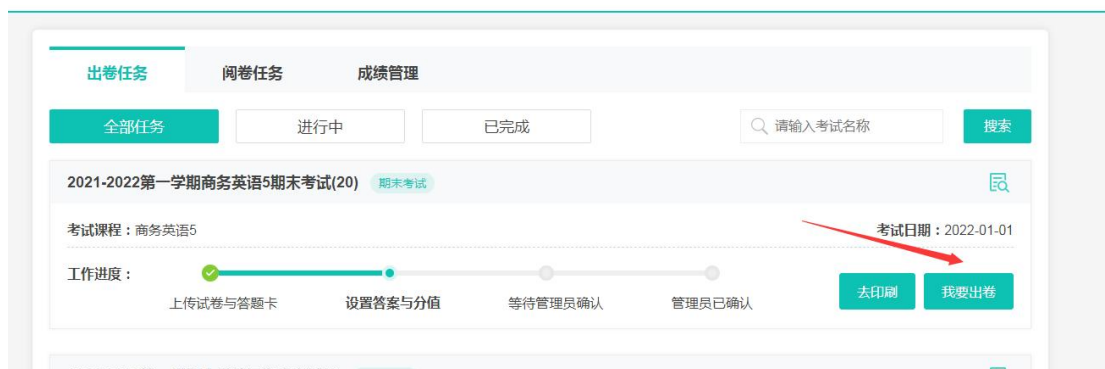 出卷任务 阅卷任务 成绩管理
全部任务 进行中 已完成 请输入考试名称 搜索
2021-2022第一学期商务英语5期末考试(20) 期末考试
考试课程：商务英语5 考试日期：2022-01-01
工作进度：
上传试卷与答题卡 设置答案与分值 等待管理员确认 管理员已确认 去印刷 我要出卷